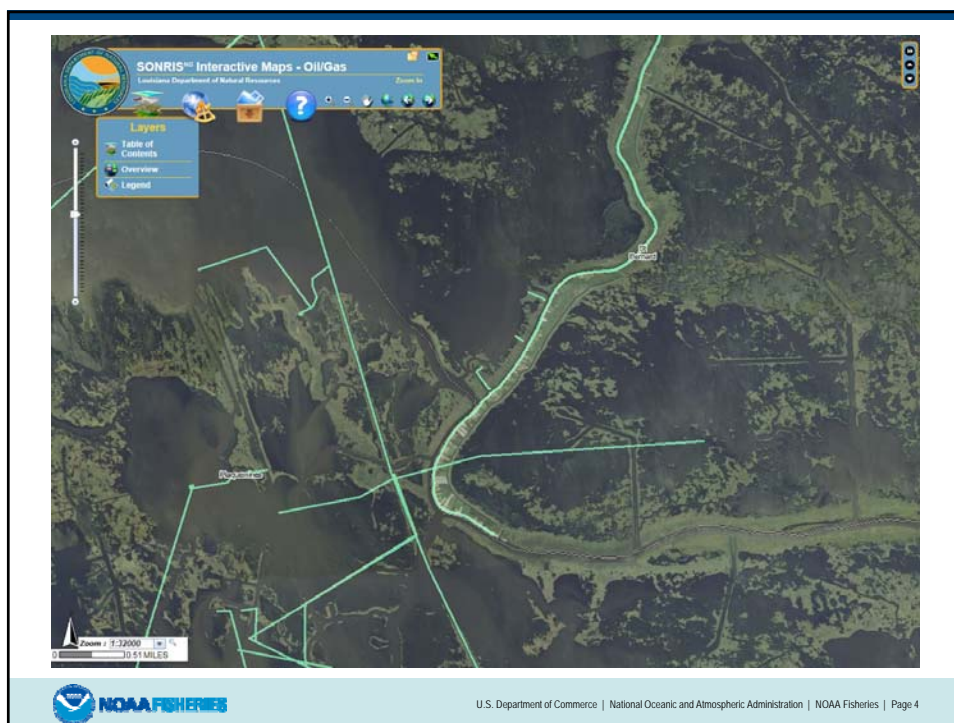 SONRIS Interactive Maps - Oil/Gas
Louisiana Department of Natural Resources
Zoom In
Layers
Table of
Contents
Overview
Legend
St
Bernard
Plaquemines
Zoom : 1:32000
0 0.51 MILES
NOAA FISHERIES
U.S. Department of Commerce | National Oceanic and Atmospheric Administration | NOAA Fisheries | Page 4